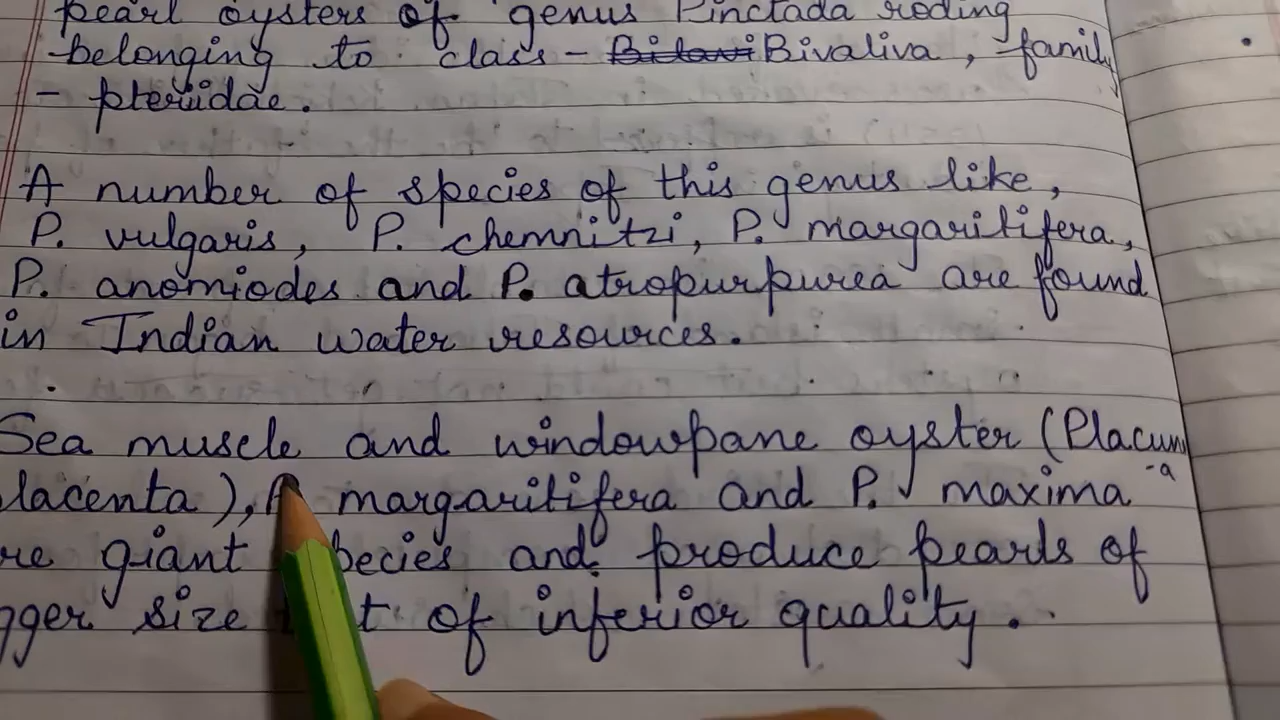 pearl oysters of genus Pinctada roding
belonging to class - Bivaliva, family
- pteriidae.
A number of species of this genus like,
P. vulgaris, P. chemnitzi, P. margaritifera,
P. anomiodes and P. atropurpurea are found
in Indian water resources.
Sea muscle and windowpane oyster (Placun
-a
lacenta), margaritifera and P. maxima
re giant pecies and produce pearls of
gger size t of inferior quality.